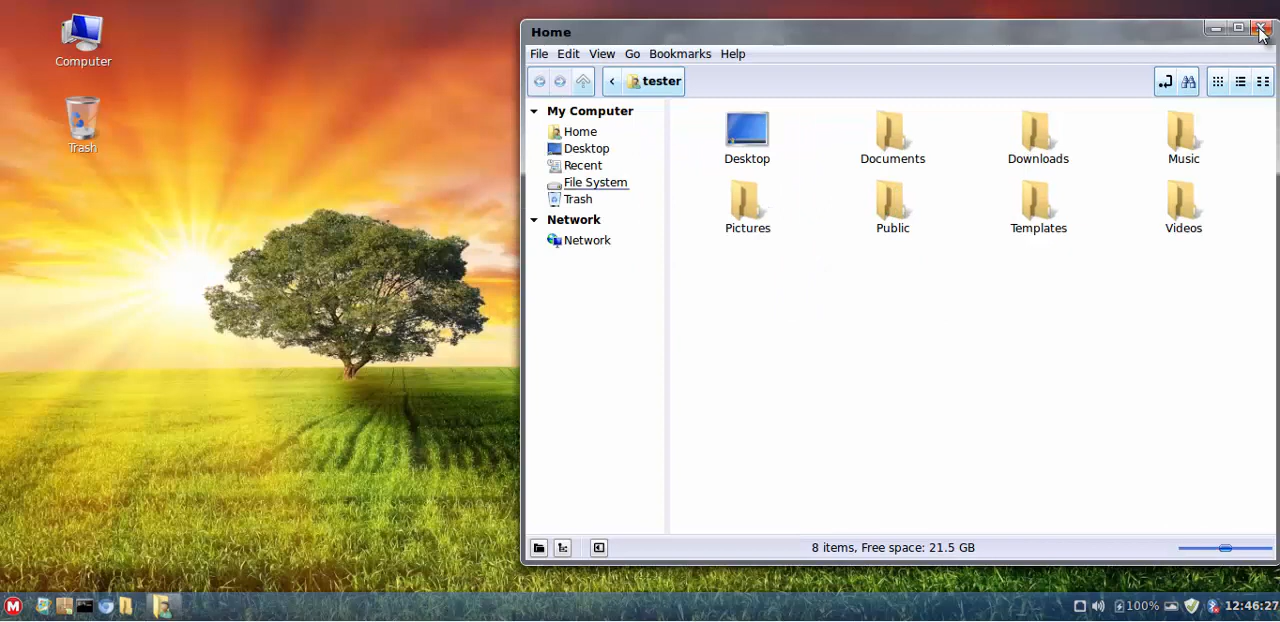 Computer
Trash
Home
File Edit View Go Bookmarks Help
tester
My Computer
Home
Desktop
Recent
File System
Trash
Network
Network
Desktop Documents Downloads Music
Pictures Public Templates Videos
8 items, Free space: 21.5 GB
M 100% 12:46:27